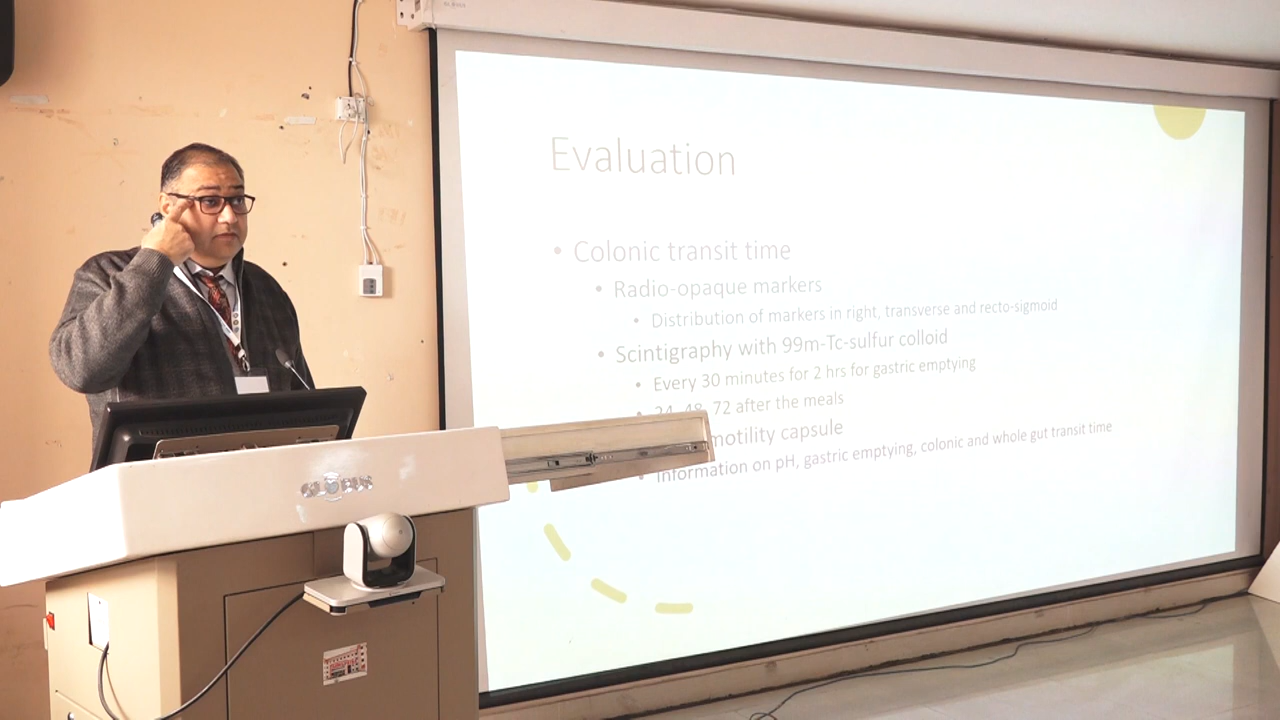 Evaluation
• Colonic transit time
• Radio-opaque markers
• Distribution of markers in right, transverse and recto-sigmoid
• Scintigraphy with 99m-Tc-sulfur colloid
• Every 30 minutes for 2 hrs for gastric emptying
• 24, 48, 72 after the meals
motility capsule
• Information on pH, gastric emptying, colonic and whole gut transit time